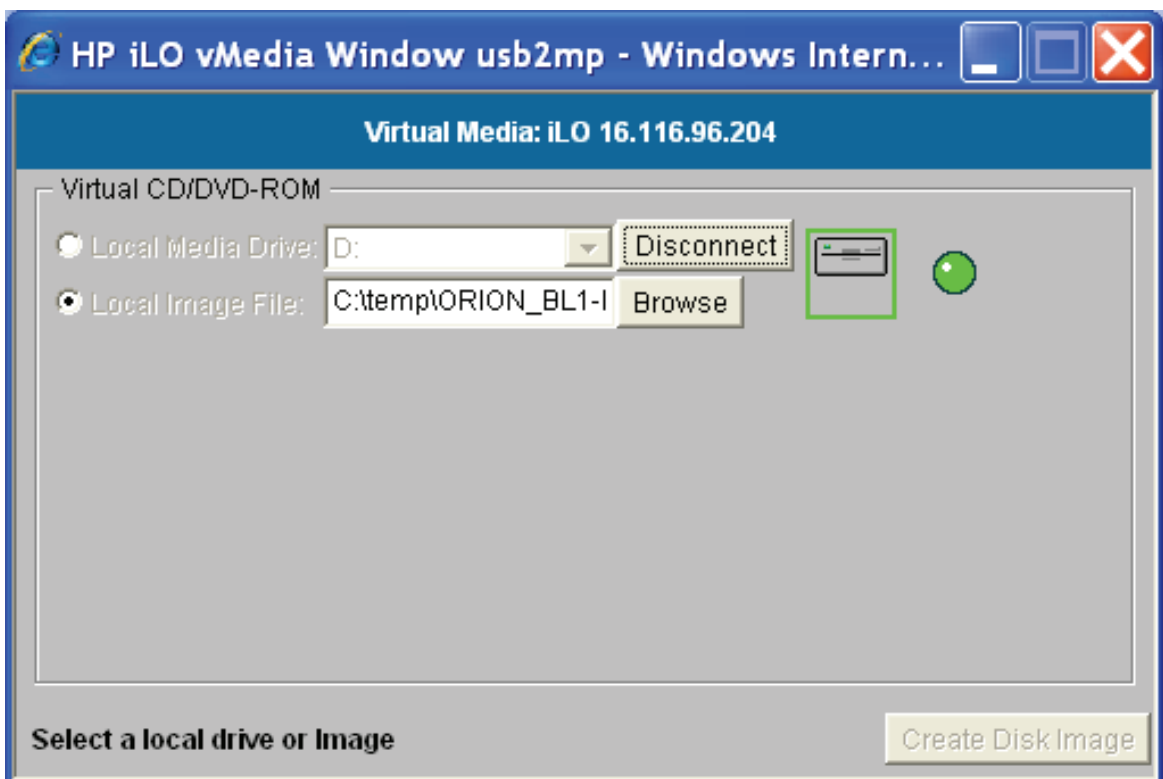 HP iLO vMedia Window usb2mp - Windows Intern...
Virtual Media: iLO 16.116.96.204
Virtual CD/DVD-ROM
Local Media Drive: D: Disconnect
Local Image File: C:\temp\ORION_BL1-I Browse
Select a local drive or Image Create Disk Image